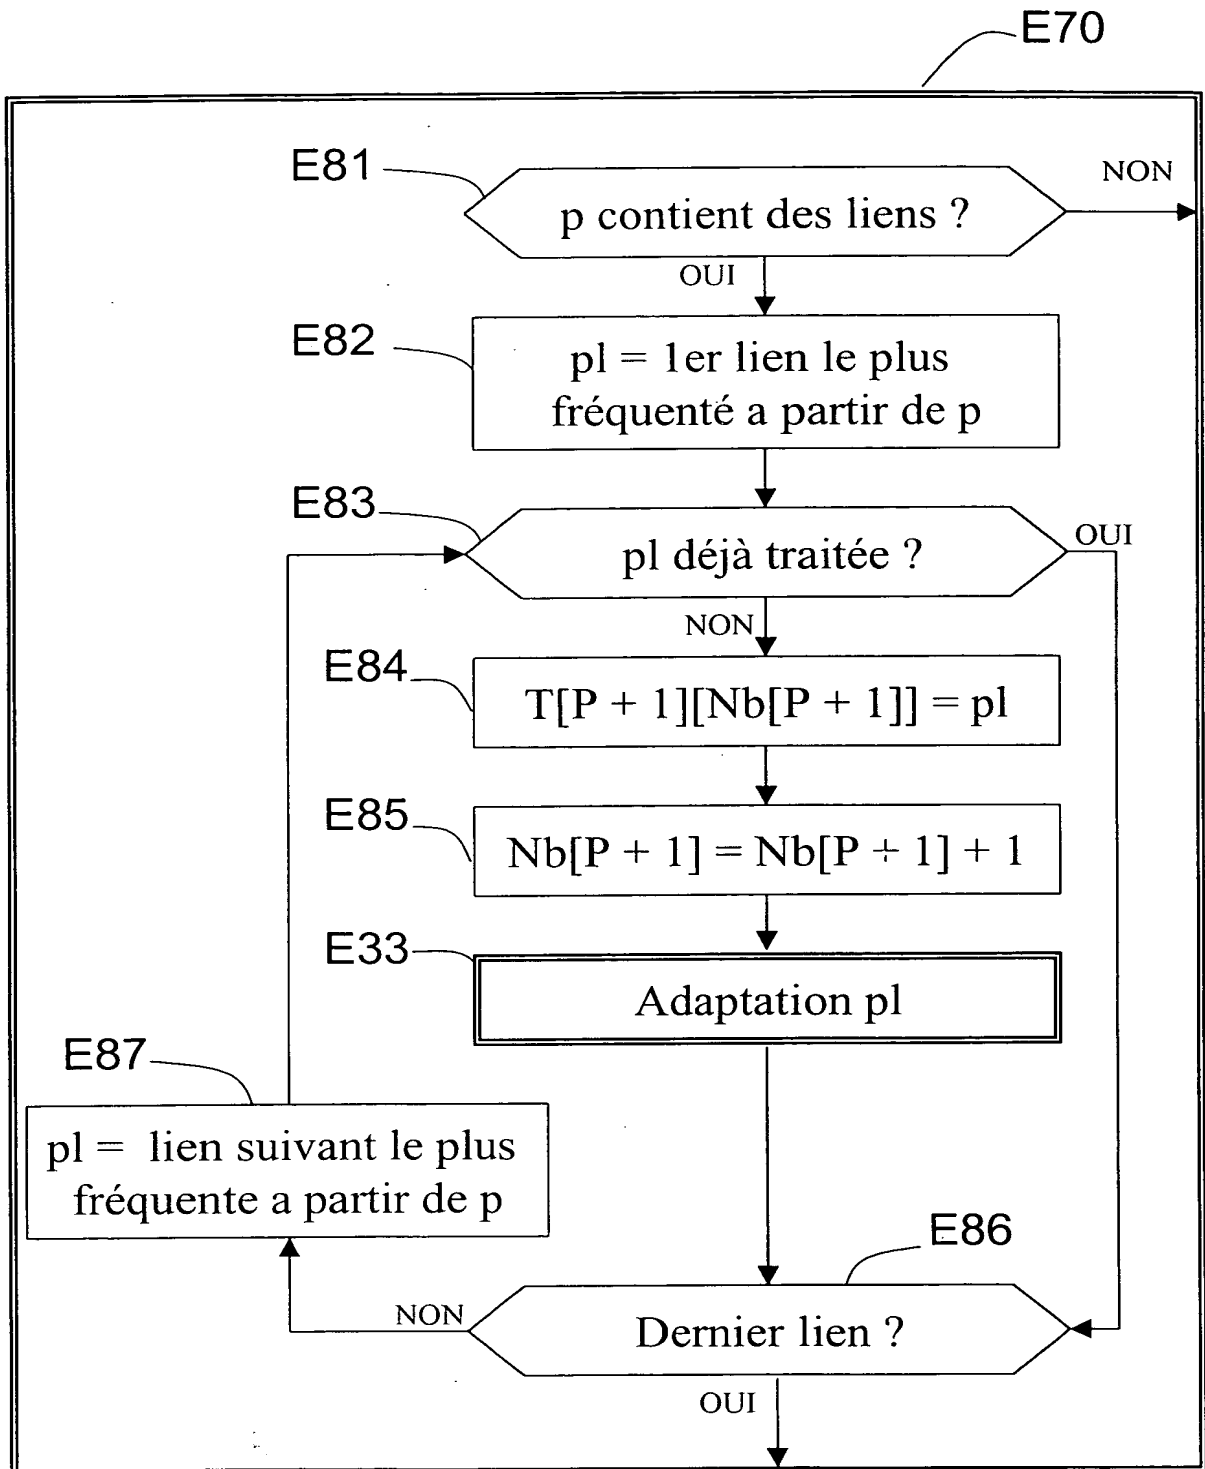 E70
E81
p contient des liens ?
NON
OUI
E82
pl = 1er lien le plus
fréquenté a partir de p
E83
pl déjà traitée ?
OUI
NON
E84
T[P + 1][Nb[P + 1]] = pl
E85
Nb[P + 1] = Nb[P + 1] + 1
E33
Adaptation pl
E87
pl = lien suivant le plus
fréquente a partir de p
E86
NON
Dernier lien ?
OUI